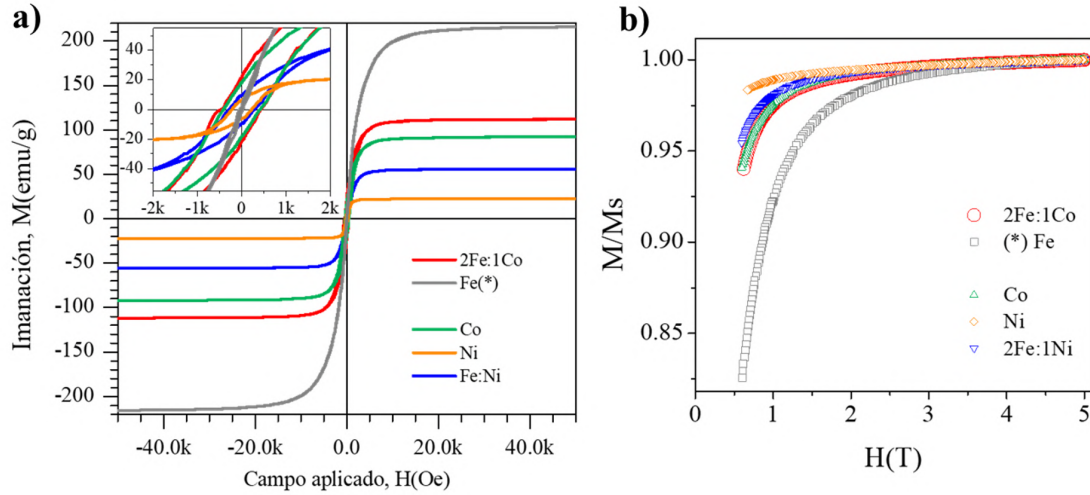 a)
Imanación, M(emu/g)
200
150
100
50
0
-50
-100
-150
-200
40
20
0
-20
-40
-2k -1k 0 1k 2k
2Fe:1Co
Fe(*)
Co
Ni
Fe:Ni
-40.0k -20.0k 0.0 20.0k 40.0k
Campo aplicado, H(Oe)
b)
M/Ms
1.00
0.95
0.90
0.85
2Fe:1Co
(*) Fe
Co
Ni
2Fe:1Ni
0 1 2 3 4 5
H(T)